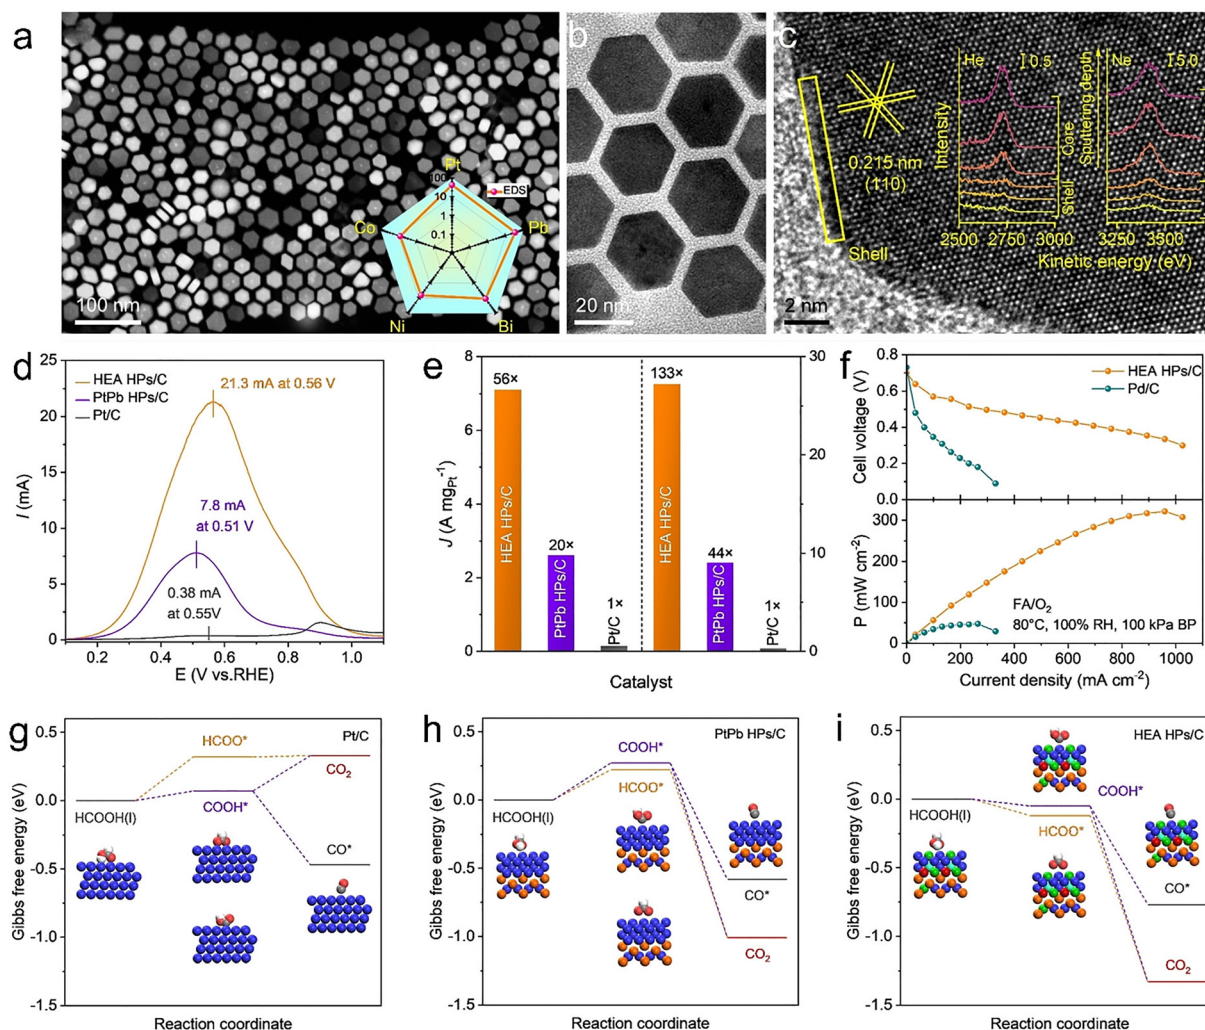 a
Pt
100
10
1
0.1
EDS
Co
Pb
Ni
Bi
100 nm
b
20 nm
c
He
0.5
Ne
5.0
Intensity
Sputtering depth
Core
Shell
0.215 nm
(110)
Shell
2500 2750 3000 3250 3500
Kinetic energy (eV)
2 nm
d
25
20
15
10
5
0
I (mA)
HEA HPs/C
PtPb HPs/C
Pt/C
21.3 mA at 0.56 V
7.8 mA
at 0.51 V
0.38 mA
at 0.55V
0.2 0.4 0.6 0.8 1.0
E (V vs.RHE)
e
8
6
4
2
0
J (A mgPt-1)
56×
HEA HPs/C
20×
PtPb HPs/C
1×
Pt/C
133×
HEA HPs/C
44×
PtPb HPs/C
1×
Pt/C
30
20
10
0
Catalyst
f
0.8
0.6
0.4
0.2
0.0
Cell voltage (V)
HEA HPs/C
Pd/C
300
200
100
0
P (mW cm-2)
FA/O2
80°C, 100% RH, 100 kPa BP
0 200 400 600 800 1000
Current density (mA cm-2)
g
0.5
0.0
-0.5
-1.0
-1.5
Gibbs free energy (eV)
Pt/C
HCOO*
CO2
HCOOH(l)
COOH*
CO*
Reaction coordinate
h
0.5
0.0
-0.5
-1.0
-1.5
Gibbs free energy (eV)
PtPb HPs/C
COOH*
HCOO*
HCOOH(l)
CO*
CO2
Reaction coordinate
i
0.5
0.0
-0.5
-1.0
-1.5
Gibbs free energy (eV)
HEA HPs/C
COOH*
HCOOH(l)
HCOO*
CO*
CO2
Reaction coordinate